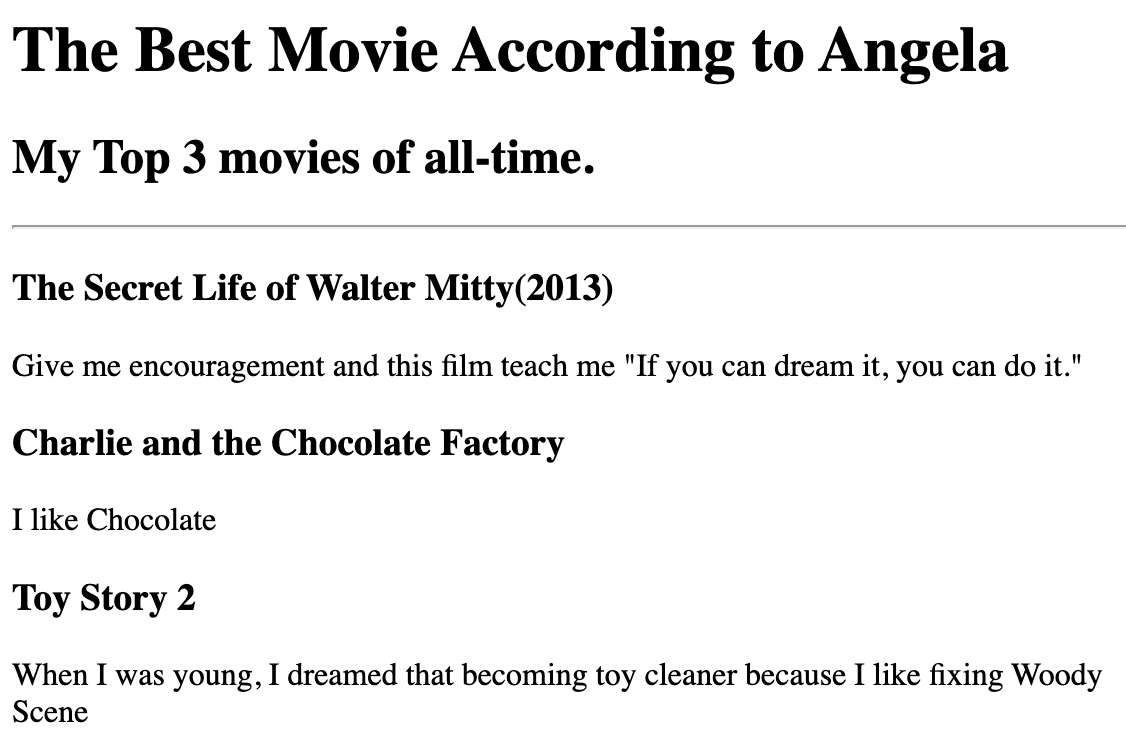 The Best Movie According to Angela
My Top 3 movies of all-time.
The Secret Life of Walter Mitty(2013)
Give me encouragement and this film teach me "If you can dream it, you can do it."
Charlie and the Chocolate Factory
I like Chocolate
Toy Story 2
When I was young, I dreamed that becoming toy cleaner because I like fixing Woody
Scene